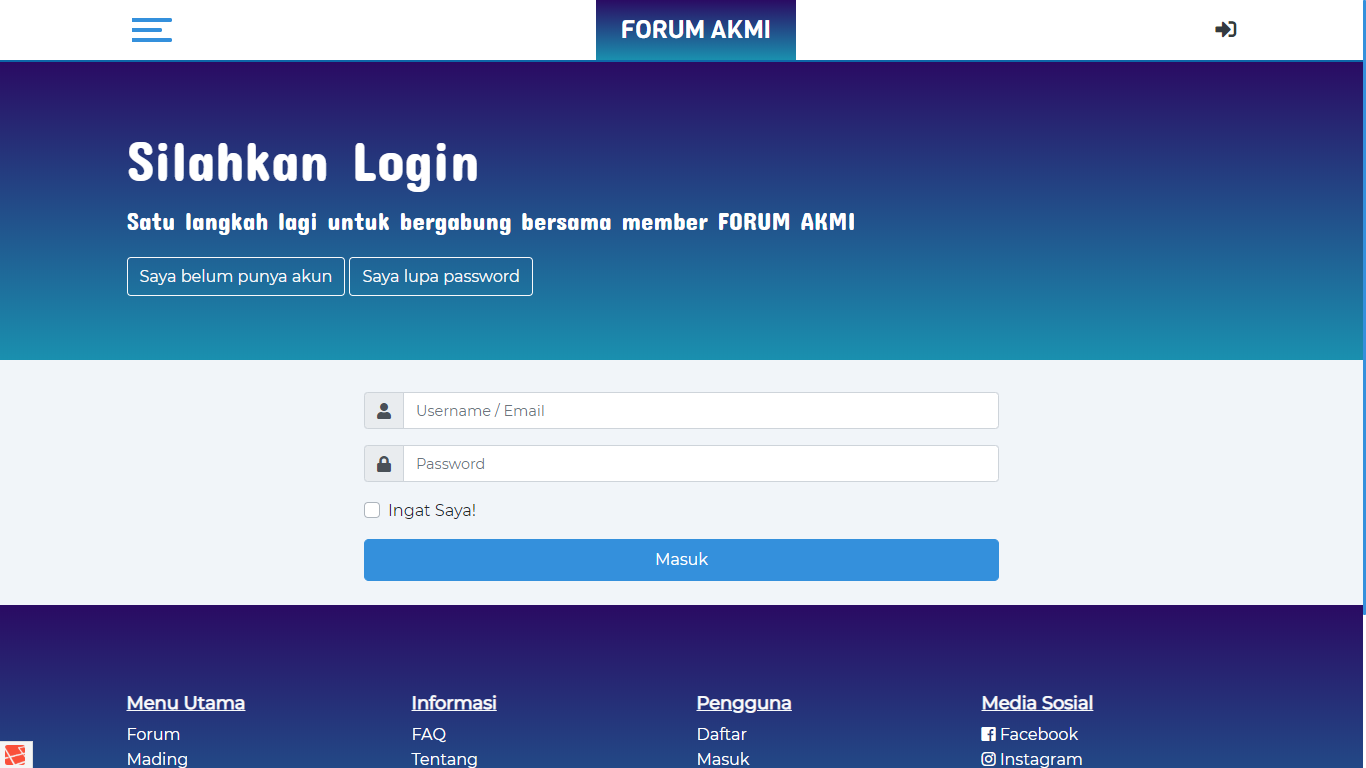 FORUM AKMI
Silahkan Login
Satu langkah lagi untuk bergabung bersama member FORUM AKMI
Saya belum punya akun Saya lupa password
Username / Email
Password
Ingat Saya!
Masuk
Menu Utama Informasi Pengguna Media Sosial
Forum FAQ Daftar Facebook
Mading Tentang Masuk Instagram